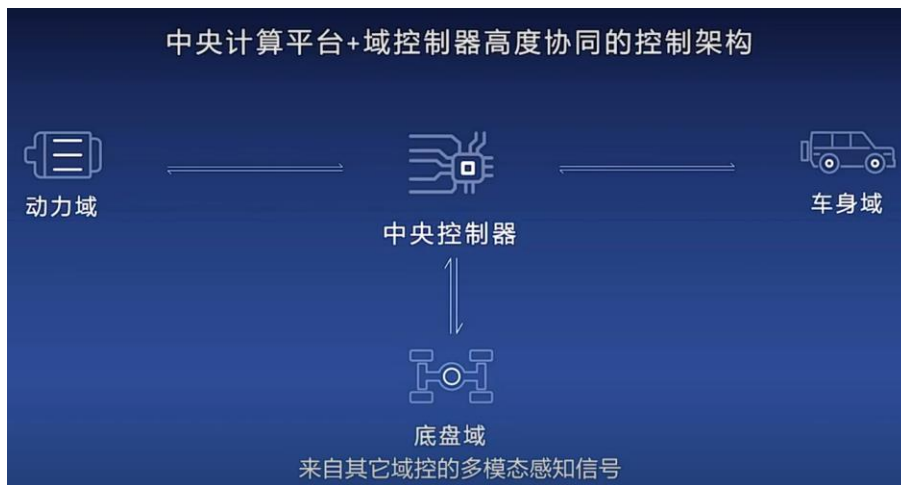 中央计算平台+域控制器高度协同的控制架构
动力域
中央控制器
车身域
底盘域
来自其它域控的多模态感知信号